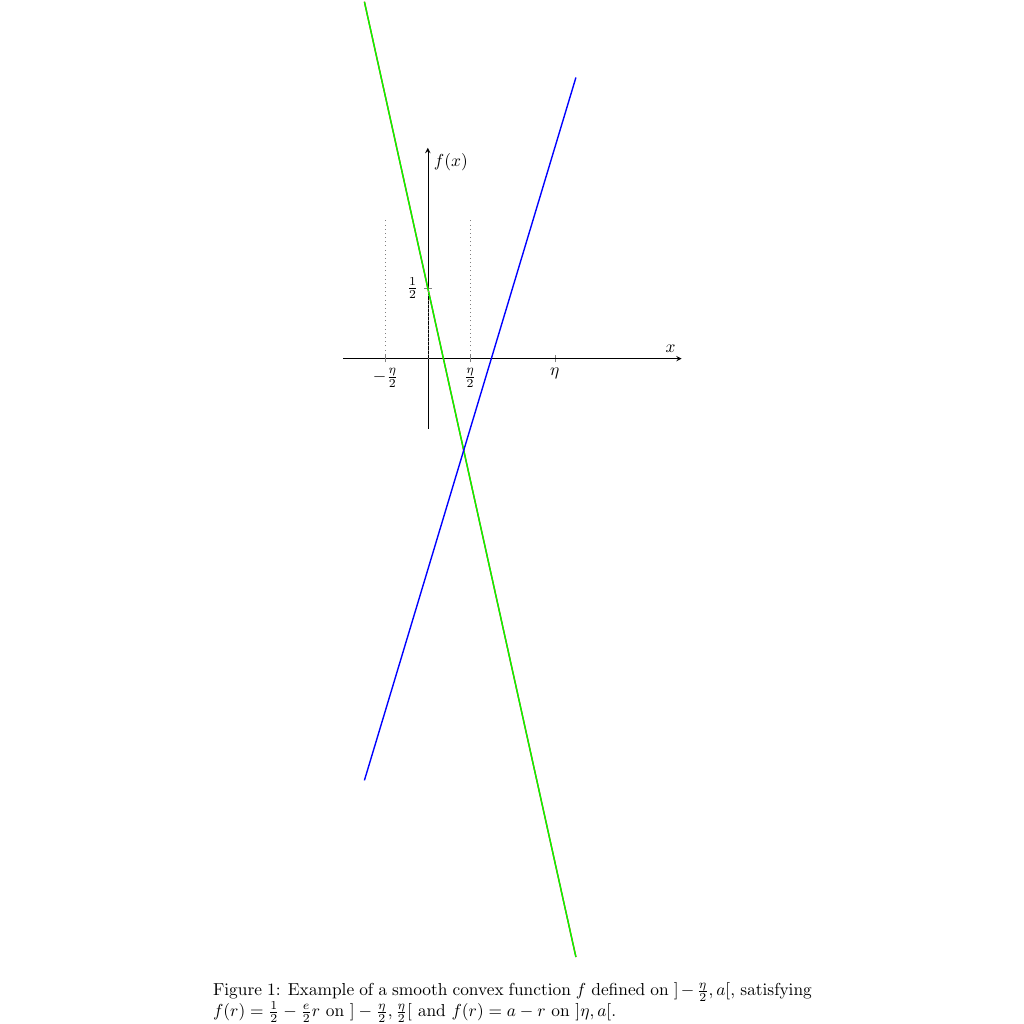 f(x)
1/2
x
−η/2
η/2
η
Figure 1: Example of a smooth convex function f defined on ]−η/2, a[, satisfying
f(r) = 1/2 − e/2 r on ]−η/2, η/2[ and f(r) = a − r on ]η, a[.